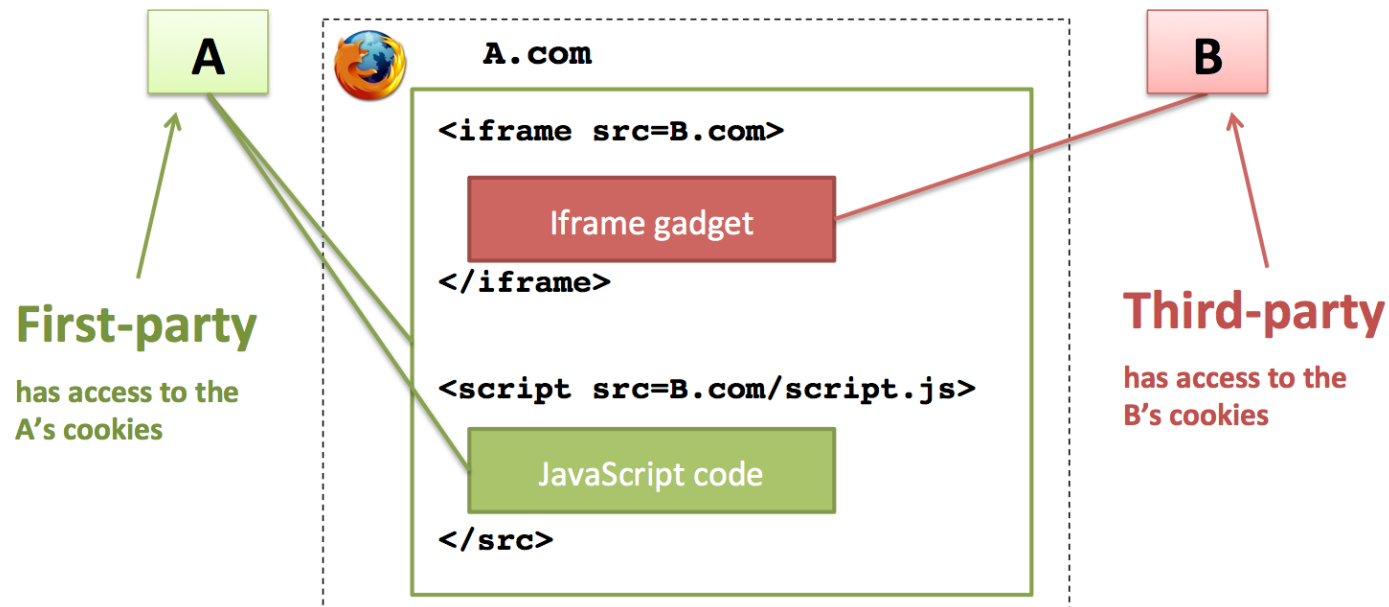 A
A.com
B
<iframe src=B.com>
Iframe gadget
</iframe>
First-party
has access to the
A’s cookies
Third-party
has access to the
B’s cookies
<script src=B.com/script.js>
JavaScript code
</src>